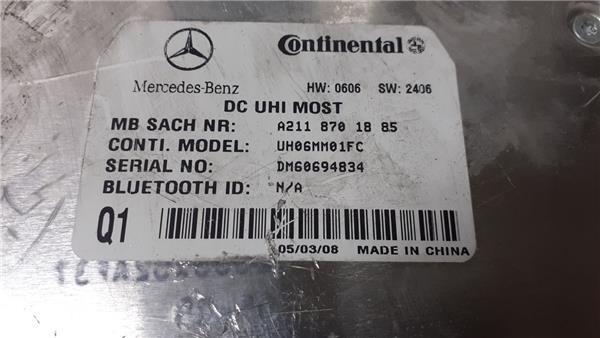 Continental
Mercedes-Benz HW: 0606 SW: 2406
DC UHI MOST
MB SACH NR: A211 870 18 85
CONTI. MODEL: UH06MM01FC
SERIAL NO: DM60694834
BLUETOOTH ID: N/A
Q1
05/03/08 MADE IN CHINA